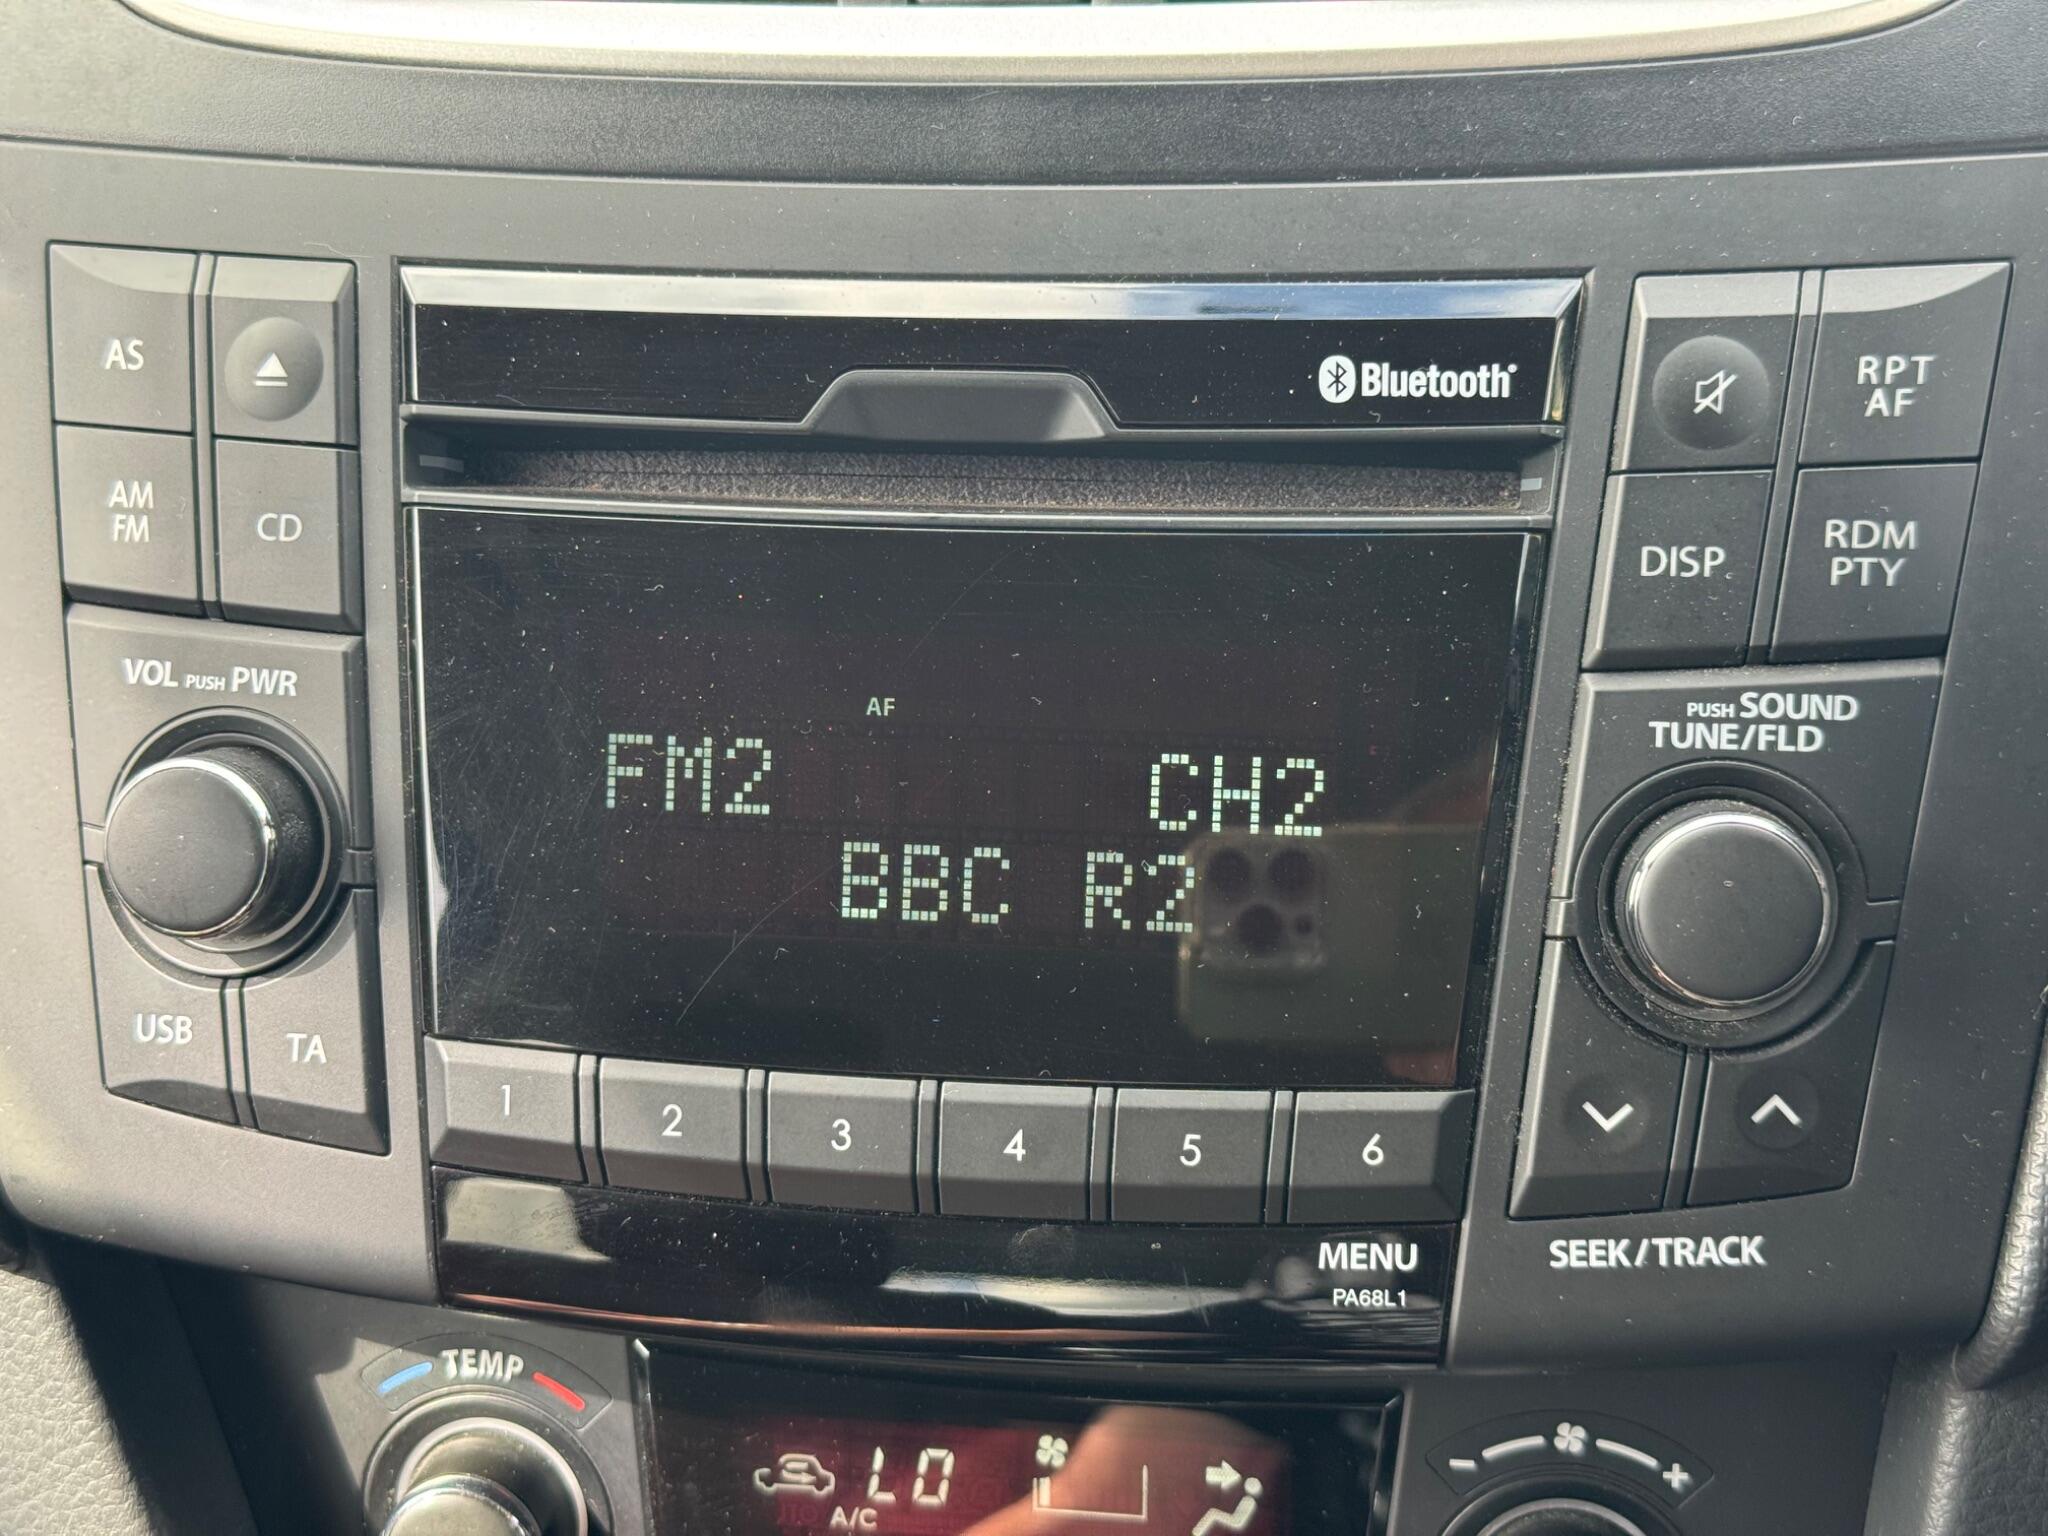 Bluetooth
AS
AM
FM
CD
RPT
AF
DISP
RDM
PTY
VOL PUSH PWR
PUSH SOUND
TUNE/FLD
AF
FM2 CH2
BBC R2
USB
TA
1 2 3 4 5 6
MENU
PA68L1
SEEK/TRACK
TEMP
LO
A/C
- +